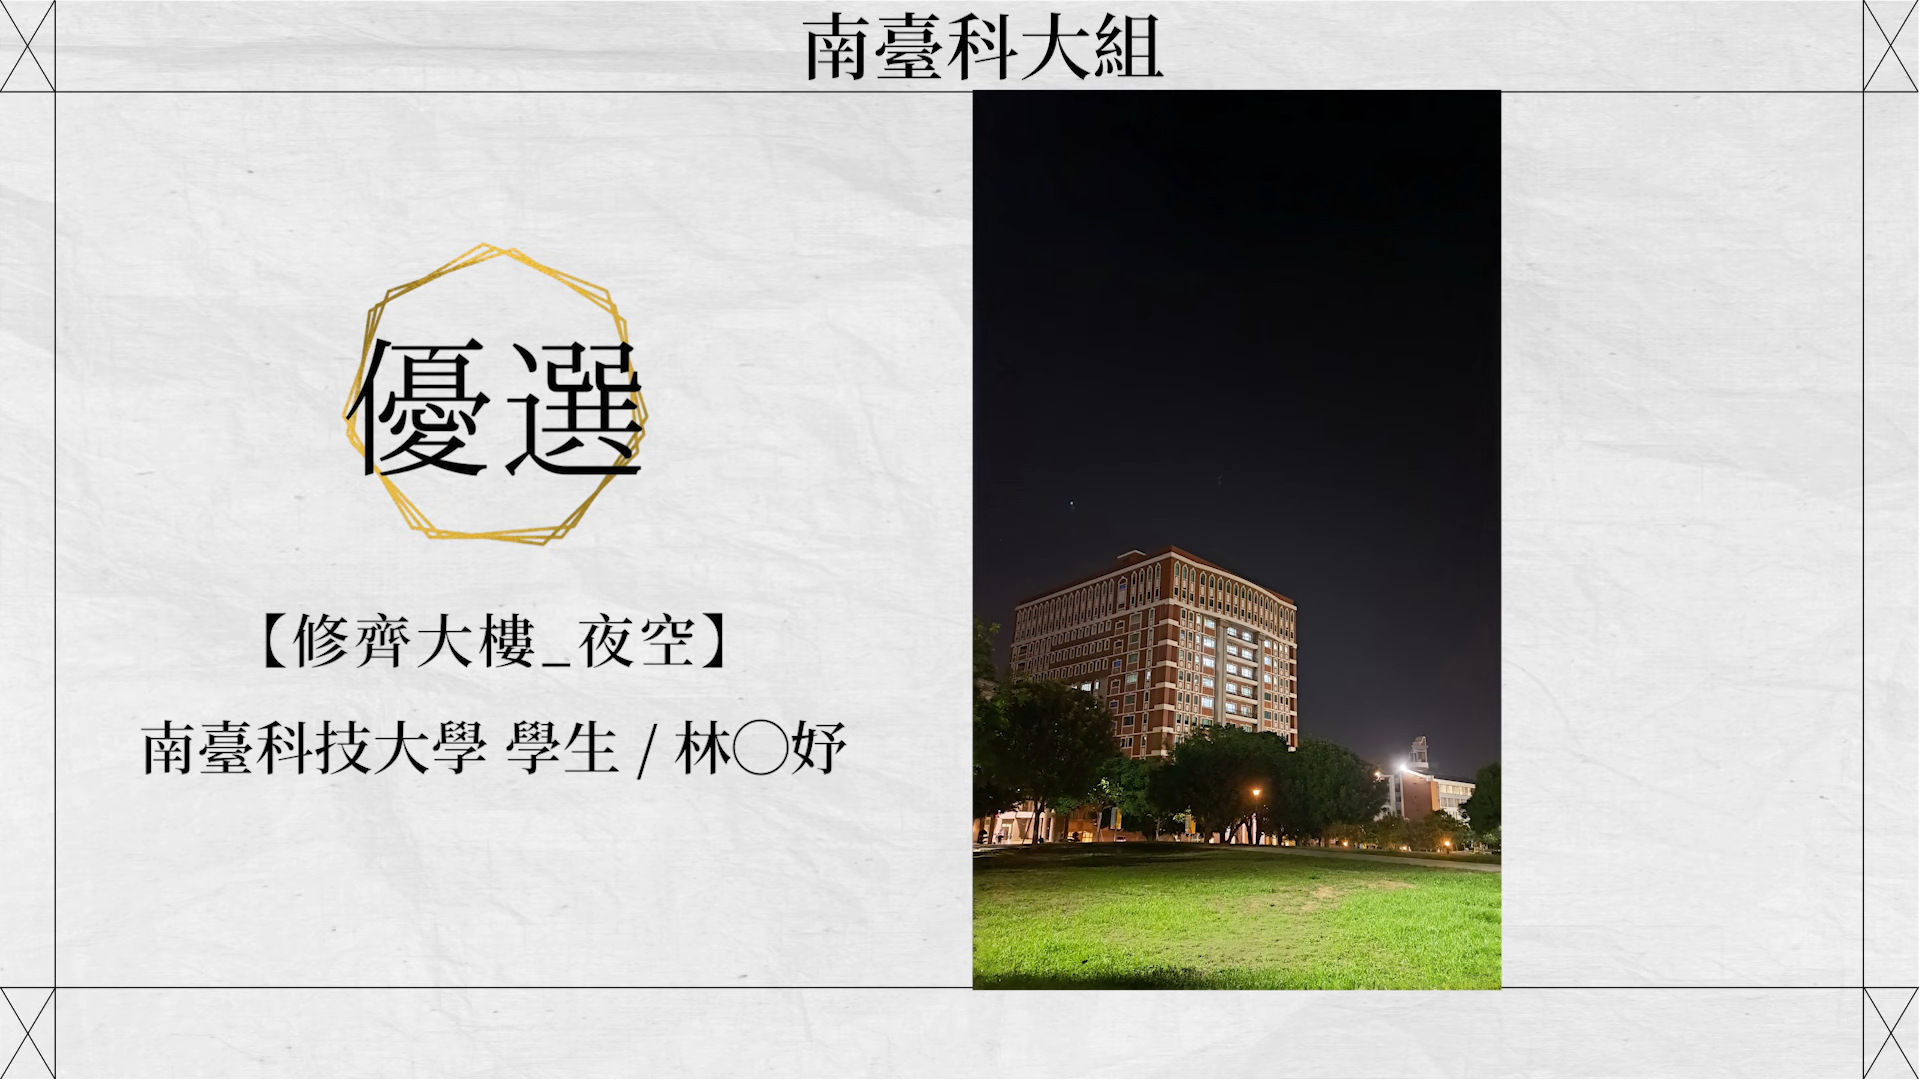 南臺科大組
優選
【修齊大樓_夜空】
南臺科技大學 學生 / 林◯妤